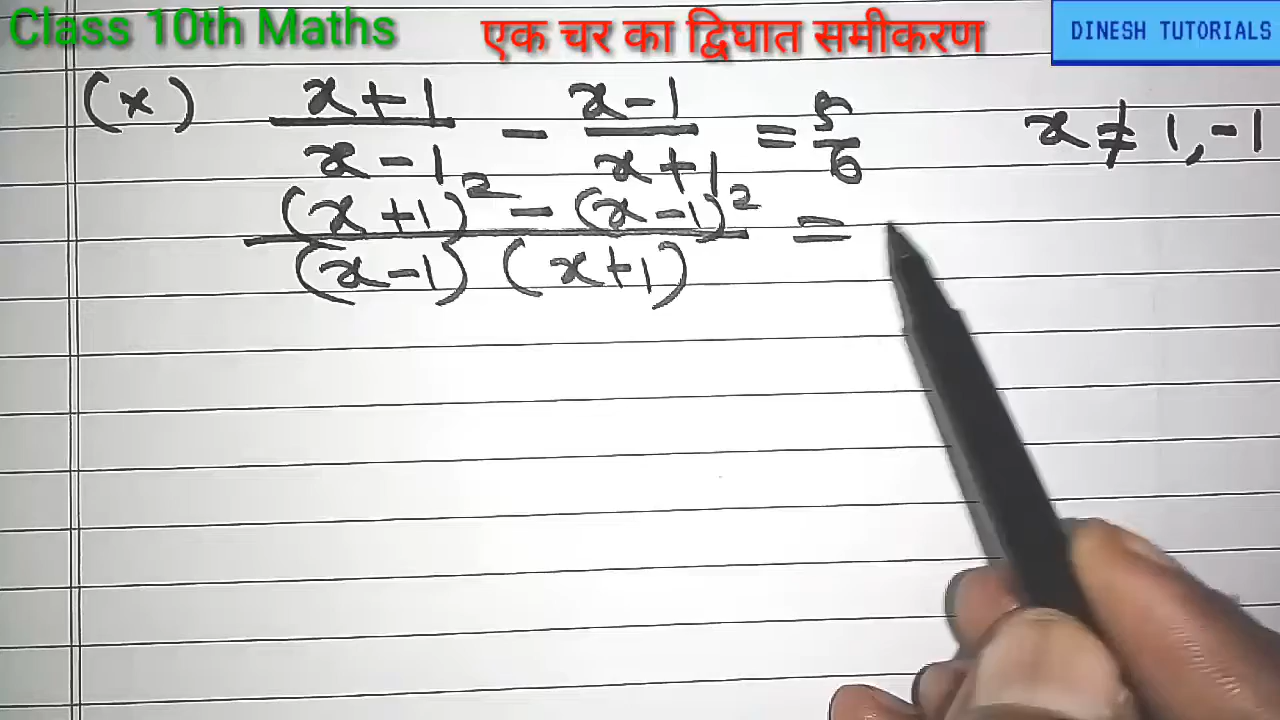 Class 10th Maths एक चर का द्विघात समीकरण DINESH TUTORIALS
(x) (x+1)/(x-1) - (x-1)/(x+1) = 5/6 x ≠ 1, -1
((x+1)² - (x-1)²)/((x-1)(x+1)) =